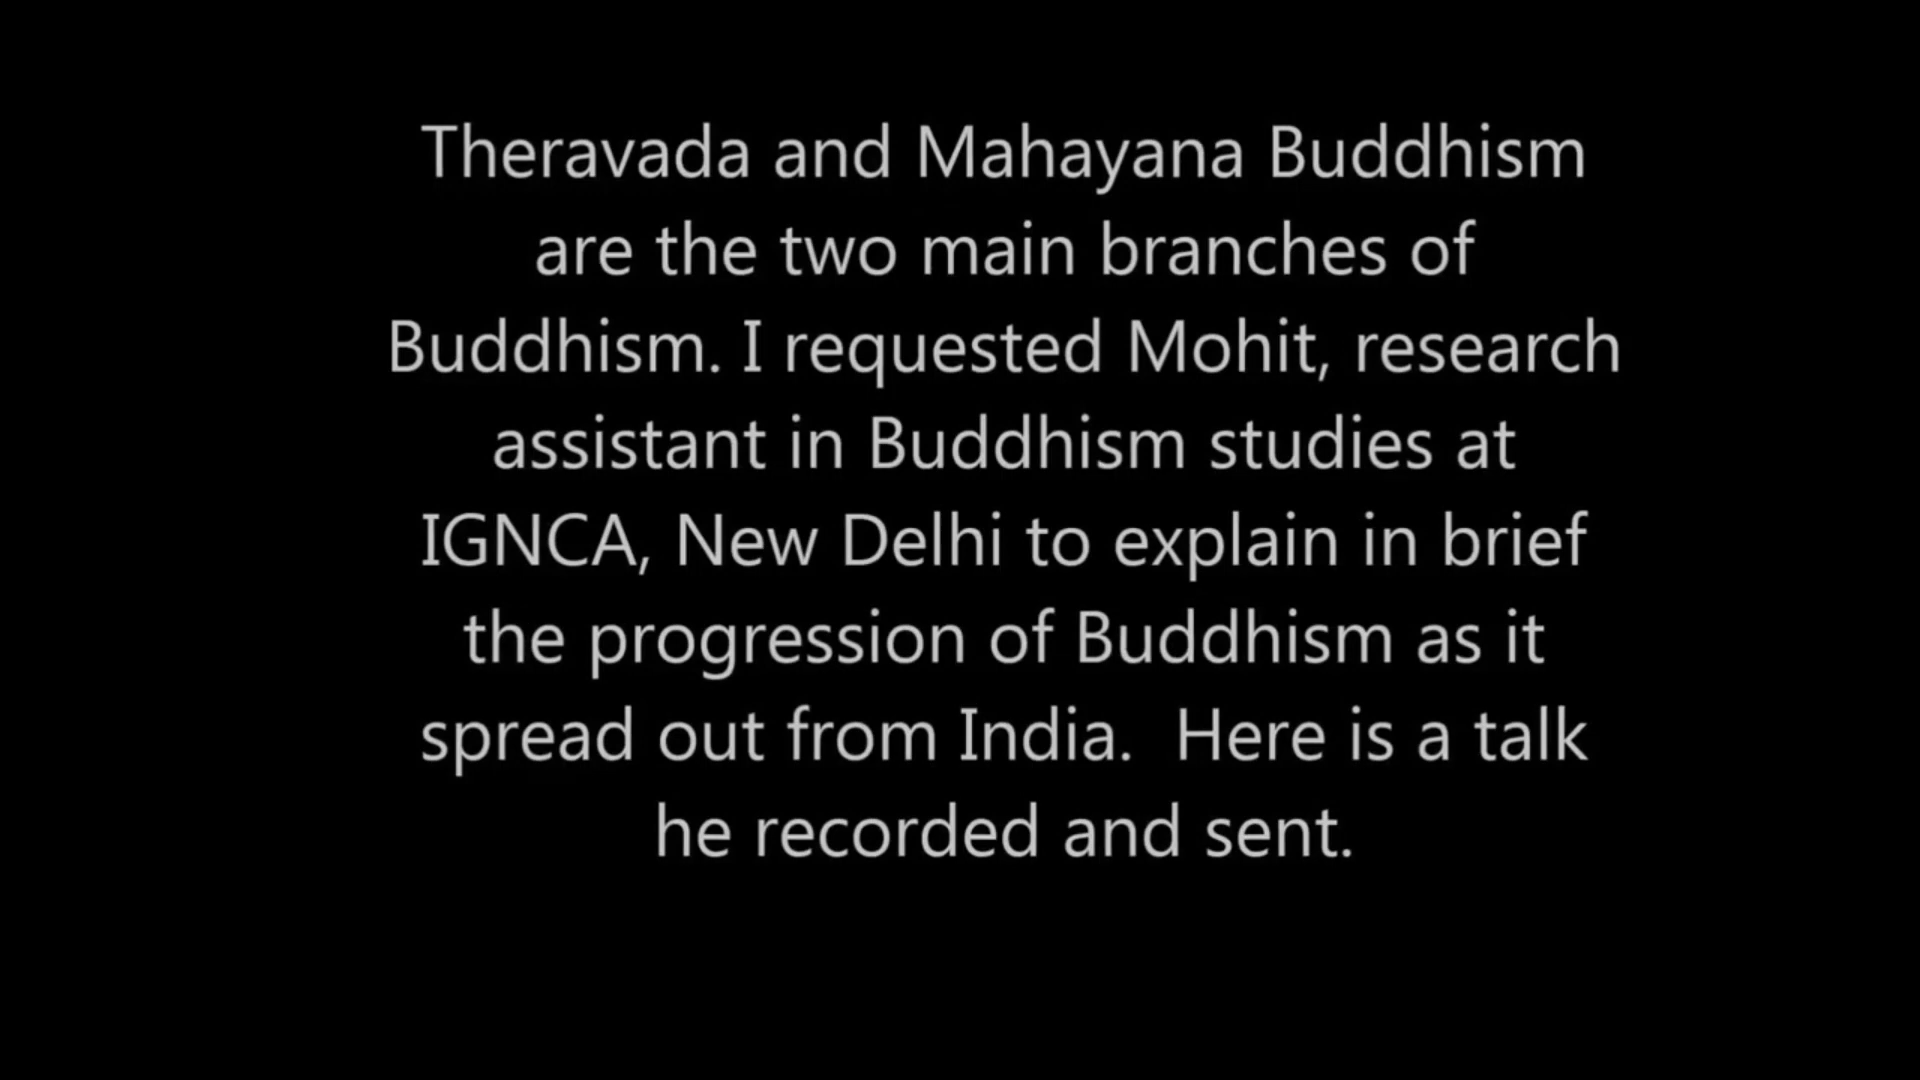 Theravada and Mahayana Buddhism
are the two main branches of
Buddhism. I requested Mohit, research
assistant in Buddhism studies at
IGNCA, New Delhi to explain in brief
the progression of Buddhism as it
spread out from India.  Here is a talk
he recorded and sent.